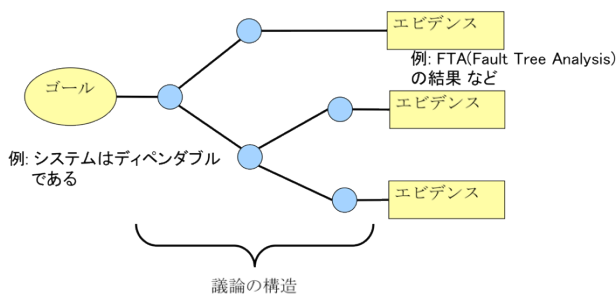 エビデンス
例: FTA(Fault Tree Analysis)
の結果 など
ゴール
エビデンス
例: システムはディペンダブル
である
エビデンス
議論の構造